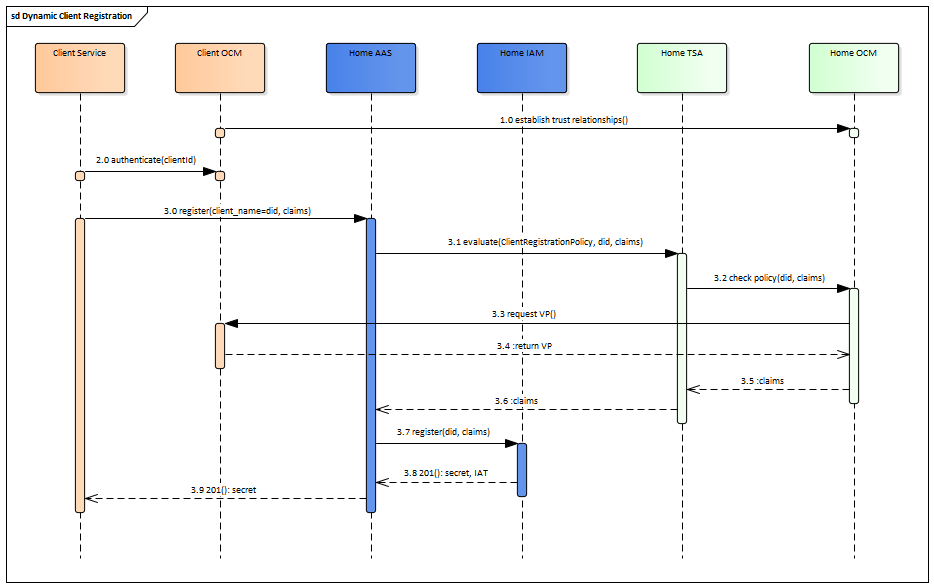 sd Dynamic Client Registration
Client Service
Client OCM
Home AAS
Home IAM
Home TSA
Home OCM
1.0 establish trust relationships()
2.0 authenticate(clientId)
3.0 register(client_name=did, claims)
3.1 evaluate(ClientRegistrationPolicy, did, claims)
3.2 check policy(did, claims)
3.3 request VP()
3.4 :return VP
3.5 :claims
3.6 :claims
3.7 register(did, claims)
3.8 201(): secret, IAT
3.9 201(): secret